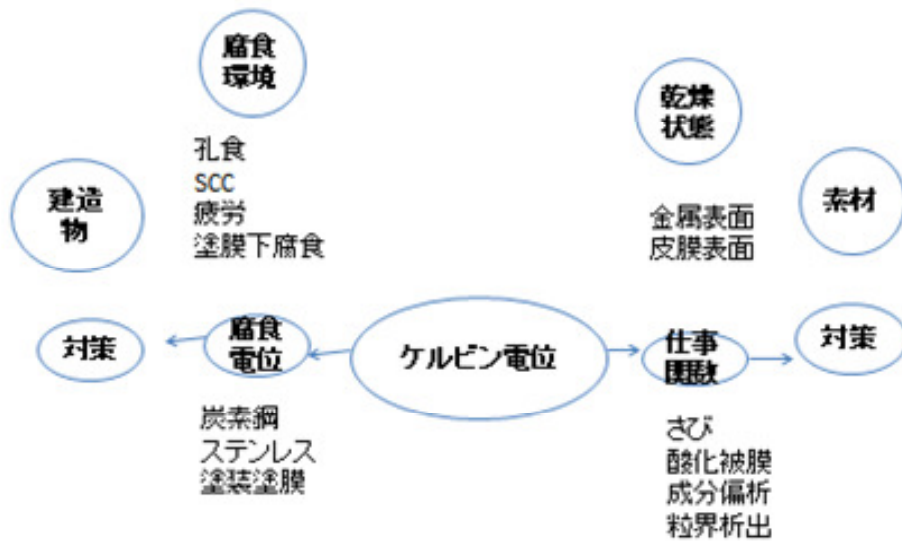 腐食
環境
孔食
SCC
疲労
塗膜下腐食
建造
物
乾燥
状態
金属表面
皮膜表面
素材
対策
腐食
電位
ケルビン電位
仕事
関数
対策
炭素鋼
ステンレス
塗装塗膜
さび
酸化被膜
成分偏析
粒界析出